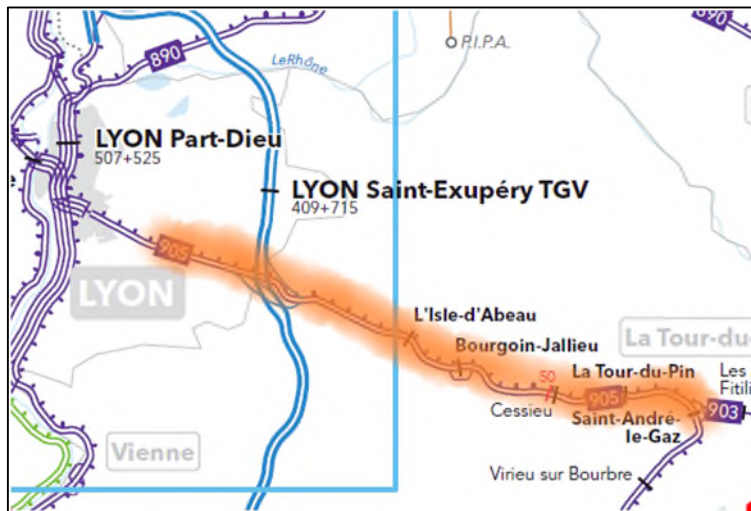 890
P.I.P.A.
890
LeRhône
LYON Part-Dieu
507+525
LYON Saint-Exupéry TGV
409+715
905
LYON
L'Isle-d'Abeau
Bourgoin-Jallieu
La Tour-du-
50
La Tour-du-Pin
Les
Fitili
Cessieu
905
903
Saint-André-
le-Gaz
Vienne
Virieu sur Bourbre